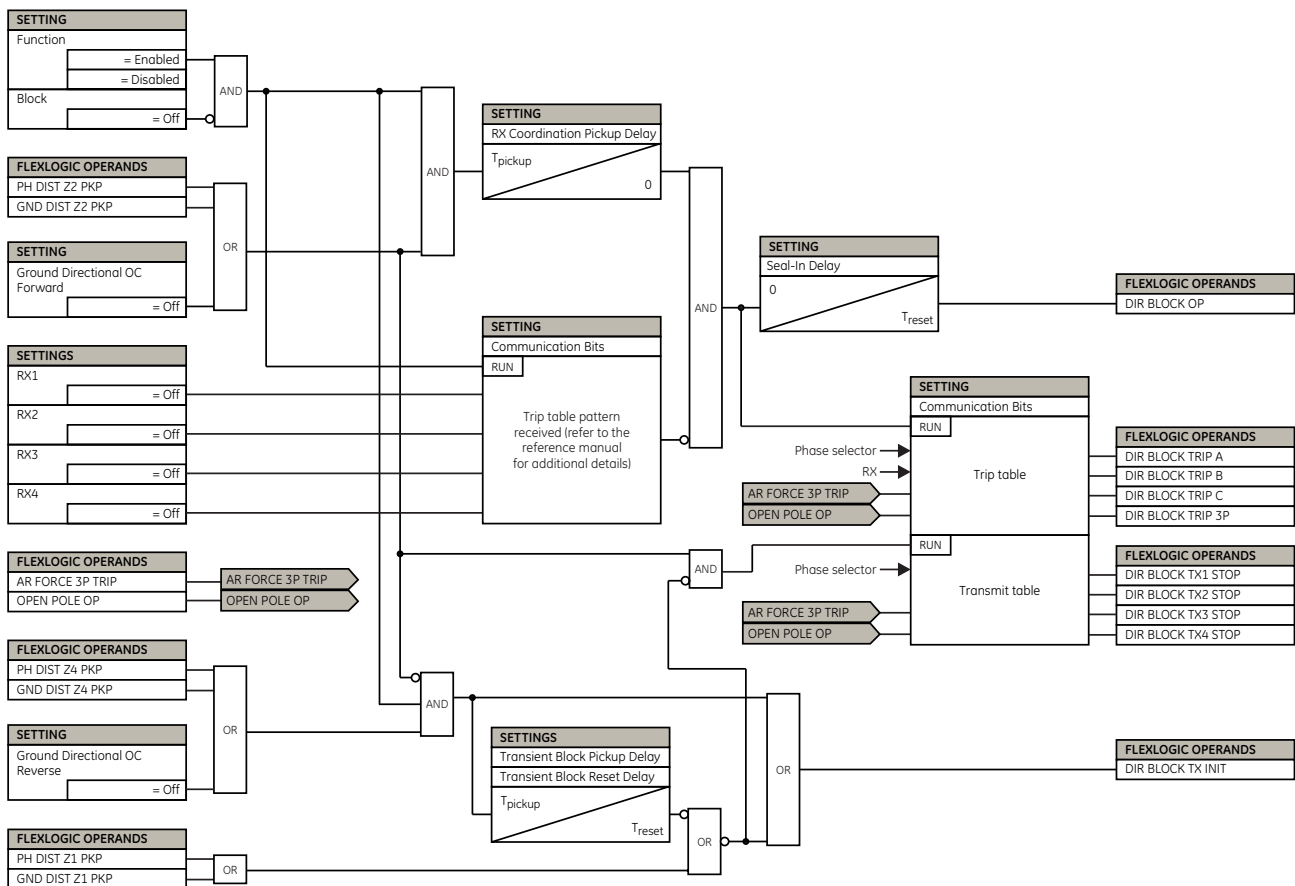 SETTING
Function
= Enabled
= Disabled
Block
= Off
AND
FLEXLOGIC OPERANDS
PH DIST Z2 PKP
GND DIST Z2 PKP
OR
SETTING
Ground Directional OC
Forward
= Off
SETTINGS
RX1
= Off
RX2
= Off
RX3
= Off
RX4
= Off
FLEXLOGIC OPERANDS
AR FORCE 3P TRIP
OPEN POLE OP
AR FORCE 3P TRIP
OPEN POLE OP
FLEXLOGIC OPERANDS
PH DIST Z4 PKP
GND DIST Z4 PKP
OR
SETTING
Ground Directional OC
Reverse
= Off
FLEXLOGIC OPERANDS
PH DIST Z1 PKP
GND DIST Z1 PKP
OR
AND
SETTING
RX Coordination Pickup Delay
Tpickup
0
SETTING
Communication Bits
RUN
Trip table pattern
received (refer to the
reference manual
for additional details)
AND
SETTING
Seal-In Delay
0
Treset
FLEXLOGIC OPERANDS
DIR BLOCK OP
SETTING
Communication Bits
RUN
Phase selector
RX
AR FORCE 3P TRIP
OPEN POLE OP
Trip table
FLEXLOGIC OPERANDS
DIR BLOCK TRIP A
DIR BLOCK TRIP B
DIR BLOCK TRIP C
DIR BLOCK TRIP 3P
AND
RUN
Phase selector
AR FORCE 3P TRIP
OPEN POLE OP
Transmit table
FLEXLOGIC OPERANDS
DIR BLOCK TX1 STOP
DIR BLOCK TX2 STOP
DIR BLOCK TX3 STOP
DIR BLOCK TX4 STOP
AND
SETTINGS
Transient Block Pickup Delay
Transient Block Reset Delay
Tpickup
Treset
OR
OR
FLEXLOGIC OPERANDS
DIR BLOCK TX INIT